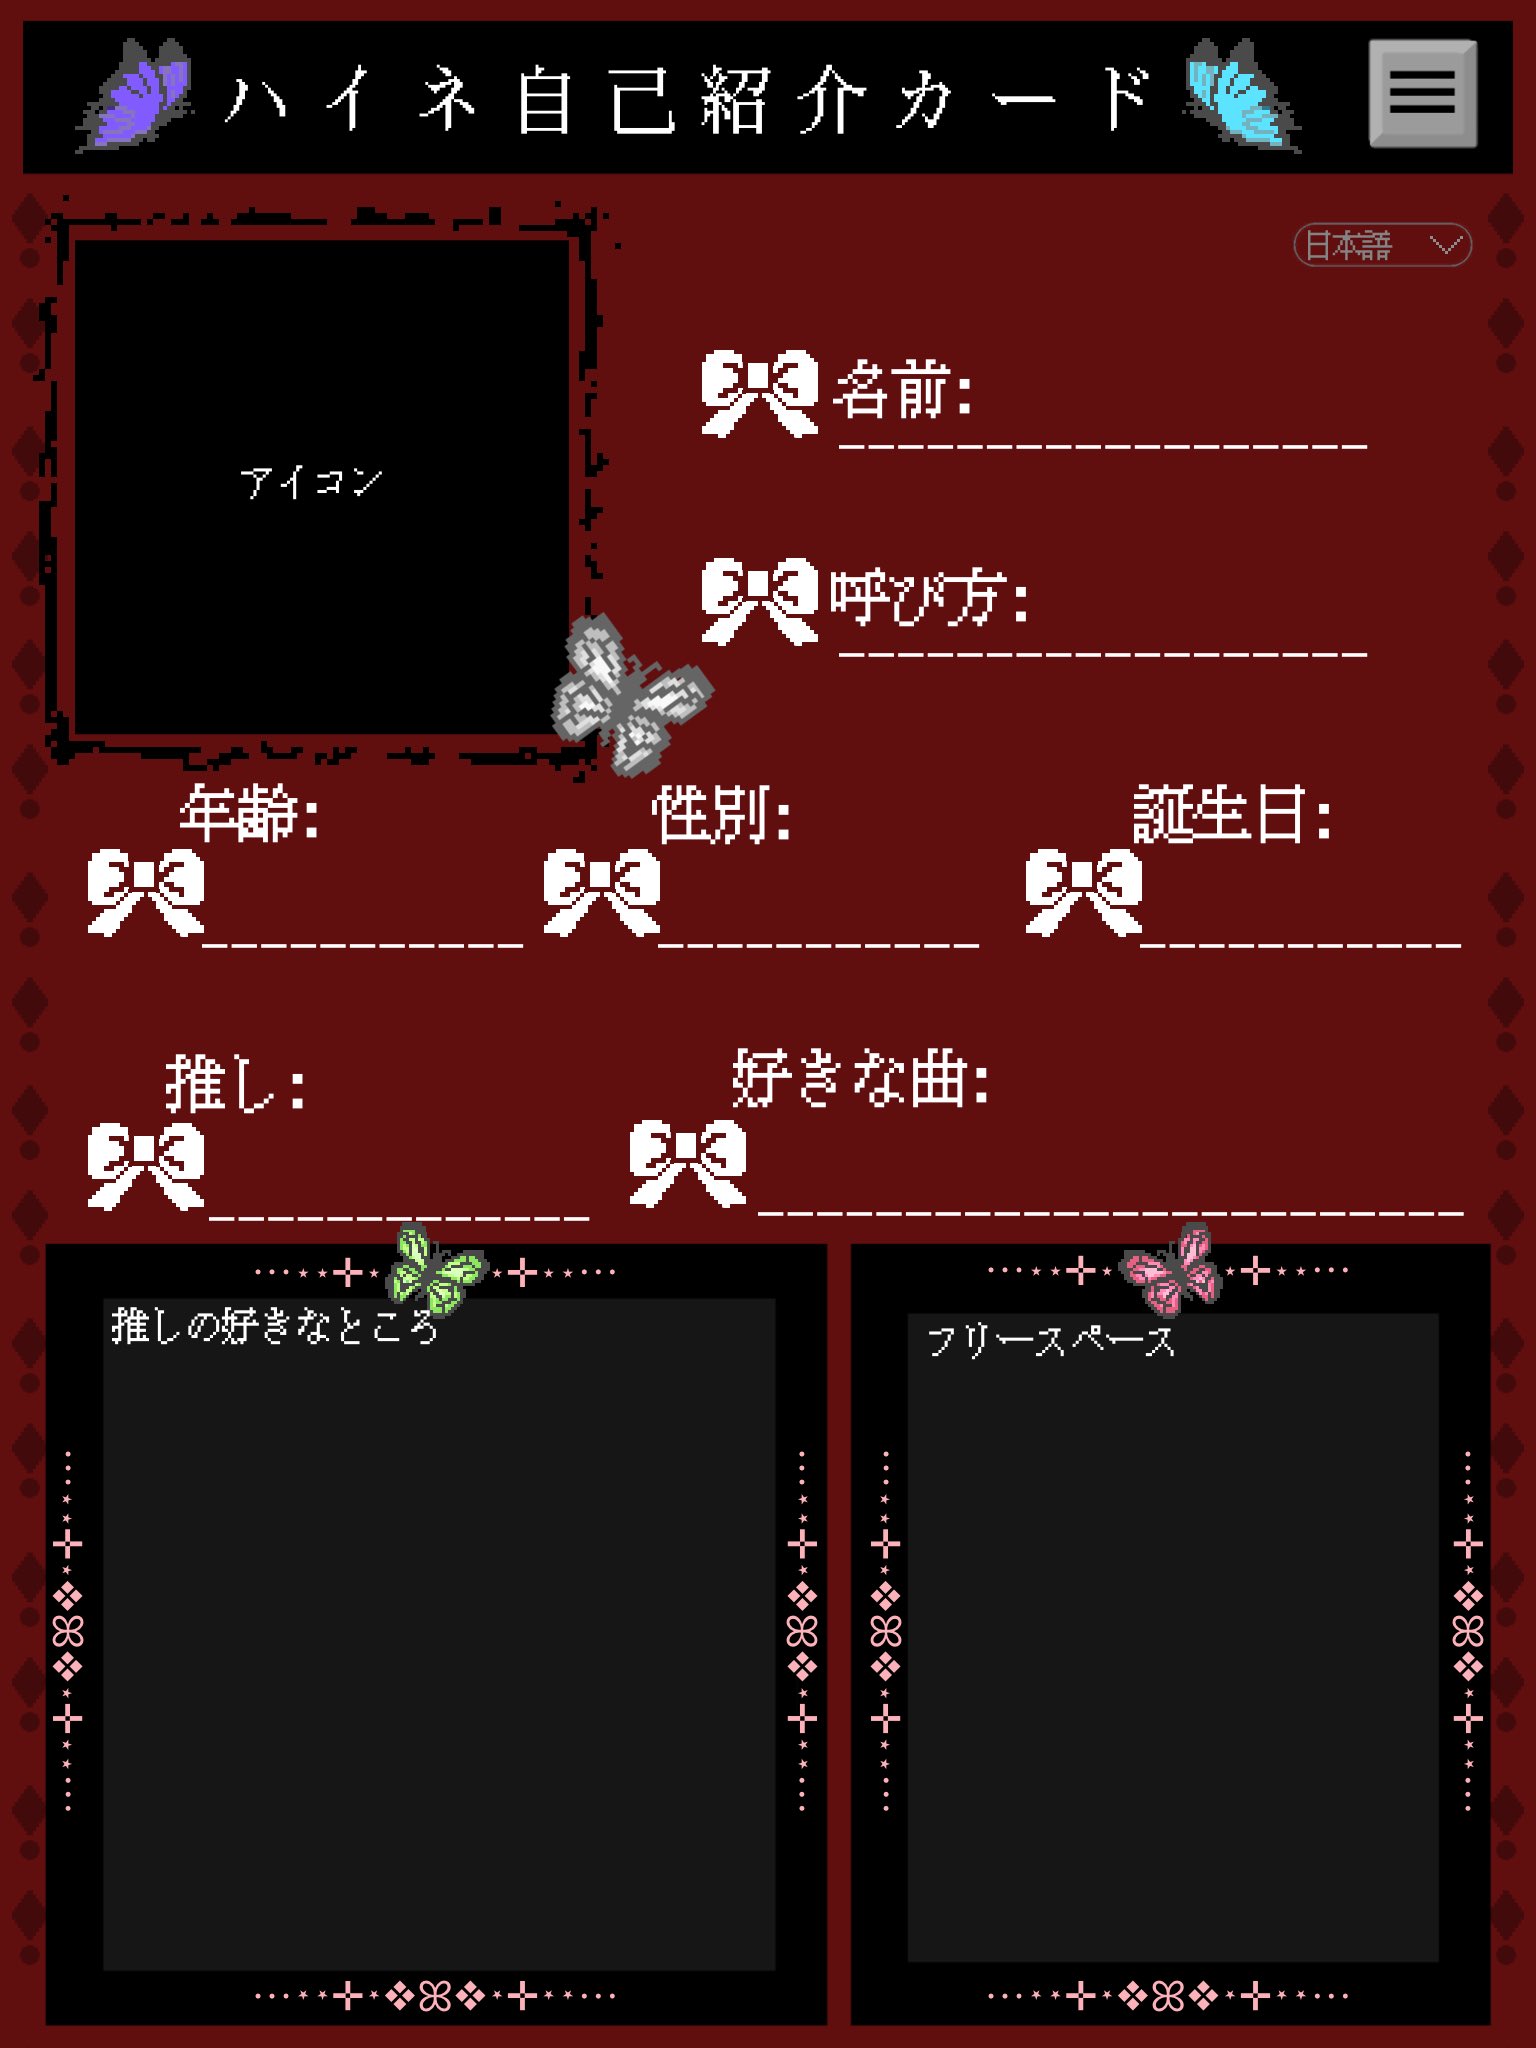 ハイネ自己紹介カード
日本語
アイコン
名前:
呼び方:
年齢:
性別:
誕生日:
推し:
好きな曲:
推しの好きなところ
フリースペース